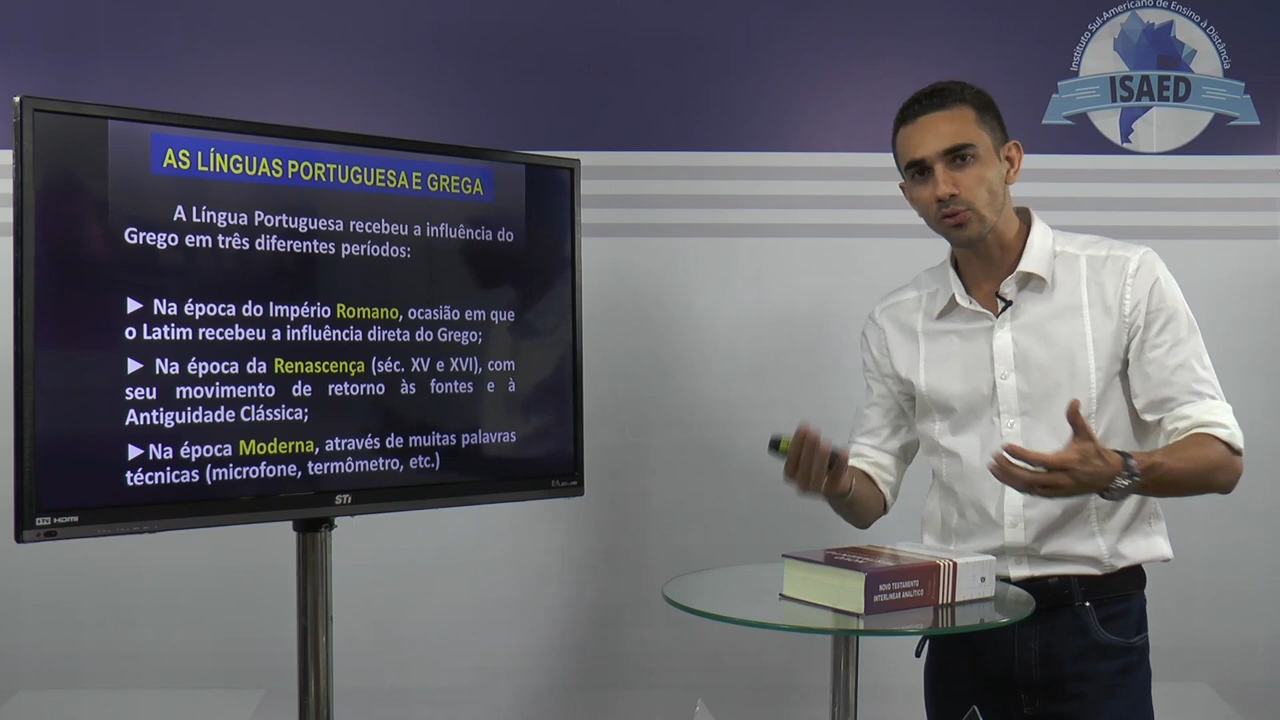 Instituto Sul-Americano de Ensino à Distância
ISAED
AS LÍNGUAS PORTUGUESA E GREGA
A Língua Portuguesa recebeu a influência do
Grego em três diferentes períodos:
► Na época do Império Romano, ocasião em que
o Latim recebeu a influência direta do Grego;
► Na época da Renascença (séc. XV e XVI), com
seu movimento de retorno às fontes e à
Antiguidade Clássica;
►Na época Moderna, através de muitas palavras
técnicas (microfone, termômetro, etc.)
STi
HDMI
NOVO TESTAMENTO
INTERLINEAR ANALÍTICO